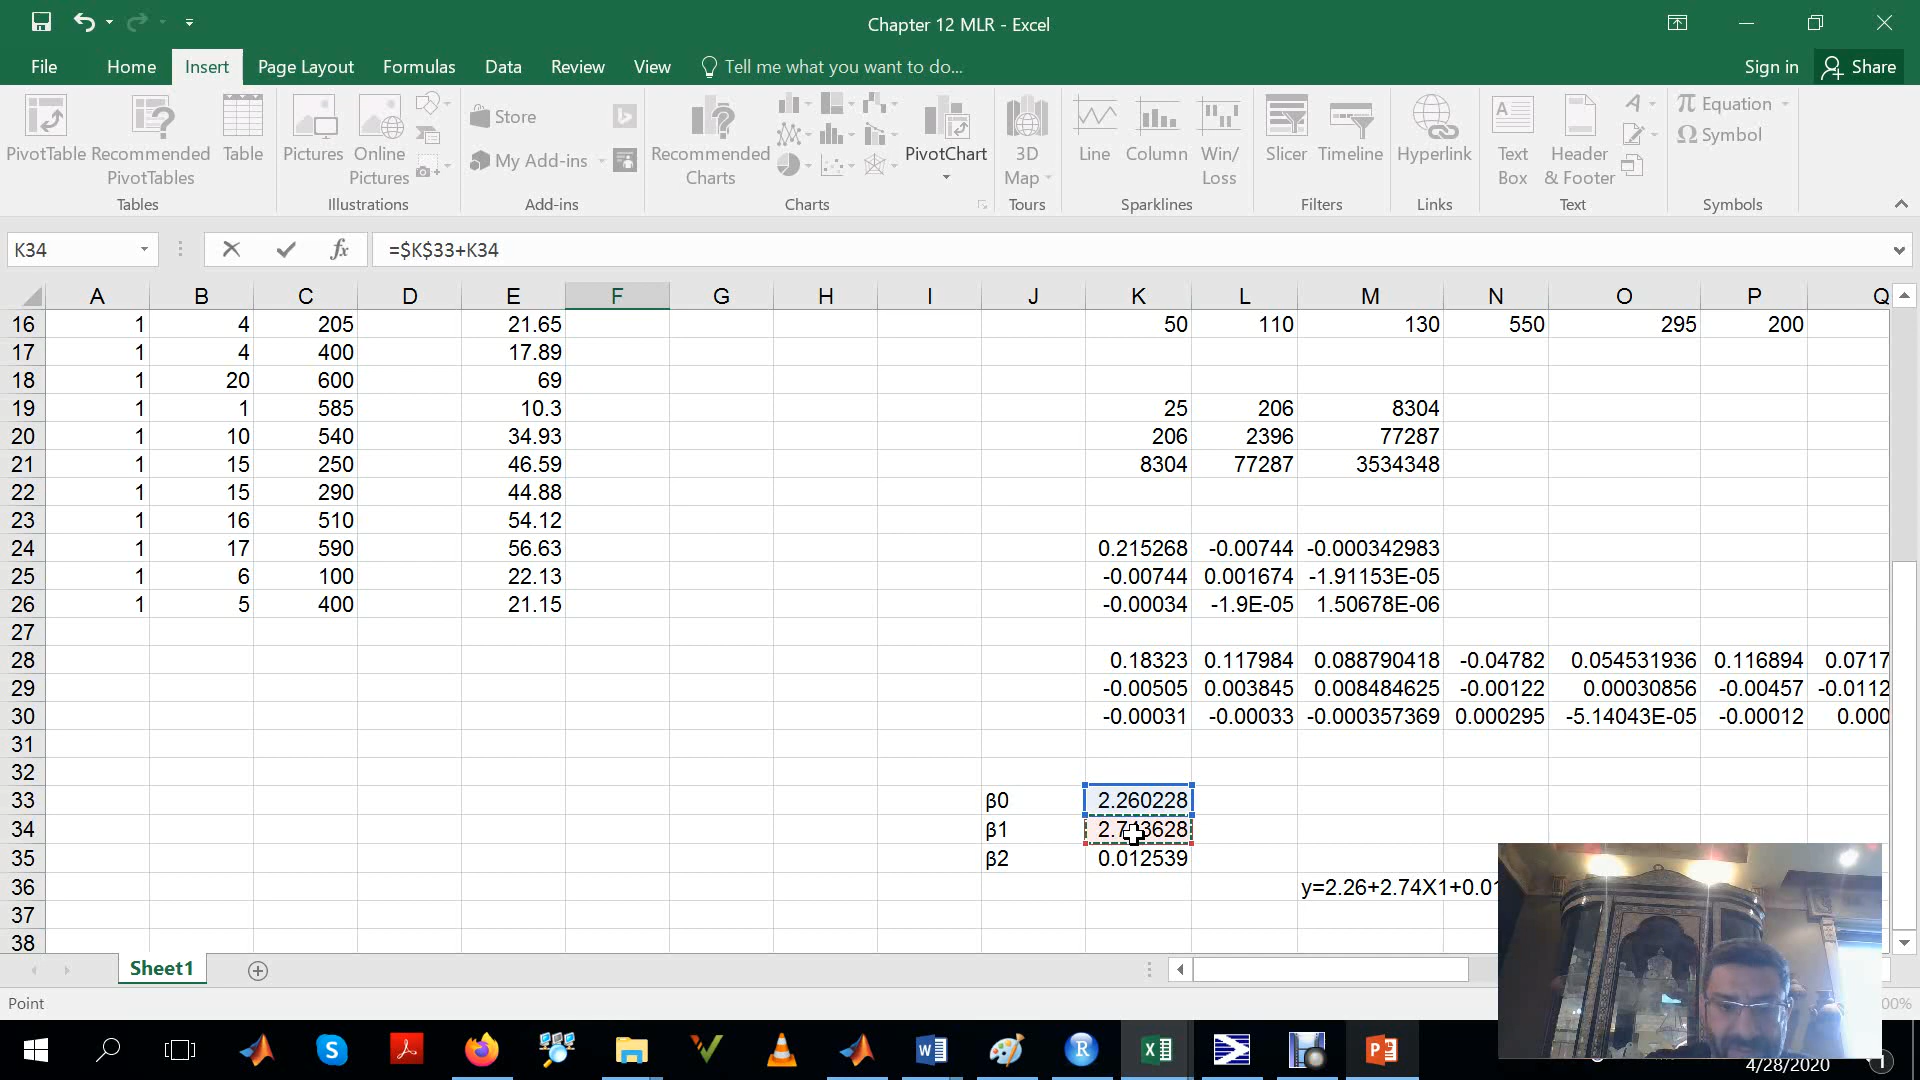 Chapter 12 MLR - Excel
File Home Insert Page Layout Formulas Data Review View Tell me what you want to do... Sign in Share
PivotTable Recommended PivotTables Table
Tables
Pictures Online Pictures
Illustrations
Store
My Add-ins
Add-ins
Recommended Charts
PivotChart
Charts
3D Map
Tours
Line Column Win/Loss
Sparklines
Slicer Timeline
Filters
Hyperlink
Links
Text Box Header & Footer
Text
Equation
Symbol
Symbols
K34 fx =$K$33+K34
A B C D E F G H I J K L M N O P Q
16 1 4 205 21.65 50 110 130 550 295 200
17 1 4 400 17.89
18 1 20 600 69
19 1 1 585 10.3 25 206 8304
20 1 10 540 34.93 206 2396 77287
21 1 15 250 46.59 8304 77287 3534348
22 1 15 290 44.88
23 1 16 510 54.12
24 1 17 590 56.63 0.215268 -0.00744 -0.000342983
25 1 6 100 22.13 -0.00744 0.001674 -1.91153E-05
26 1 5 400 21.15 -0.00034 -1.9E-05 1.50678E-06
27
28 0.18323 0.117984 0.088790418 -0.04782 0.054531936 0.116894 0.0717
29 -0.00505 0.003845 0.008484625 -0.00122 0.00030856 -0.00457 -0.0112
30 -0.00031 -0.00033 -0.000357369 0.000295 -5.14043E-05 -0.00012 0.000
31
32
33 β0 2.260228
34 β1 2.743628
35 β2 0.012539
36 y=2.26+2.74X1+0.01
37
38
Sheet1
Point
4/28/2020